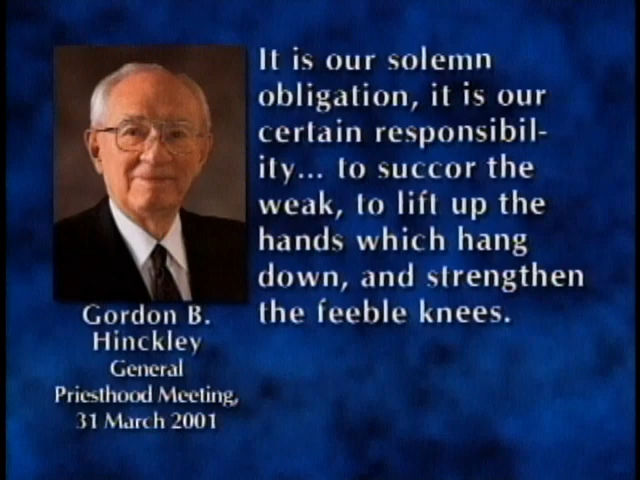 It is our solemn
obligation, it is our
certain responsibil-
ity... to succor the
weak, to lift up the
hands which hang
down, and strengthen
the feeble knees.
Gordon B.
Hinckley
General
Priesthood Meeting,
31 March 2001